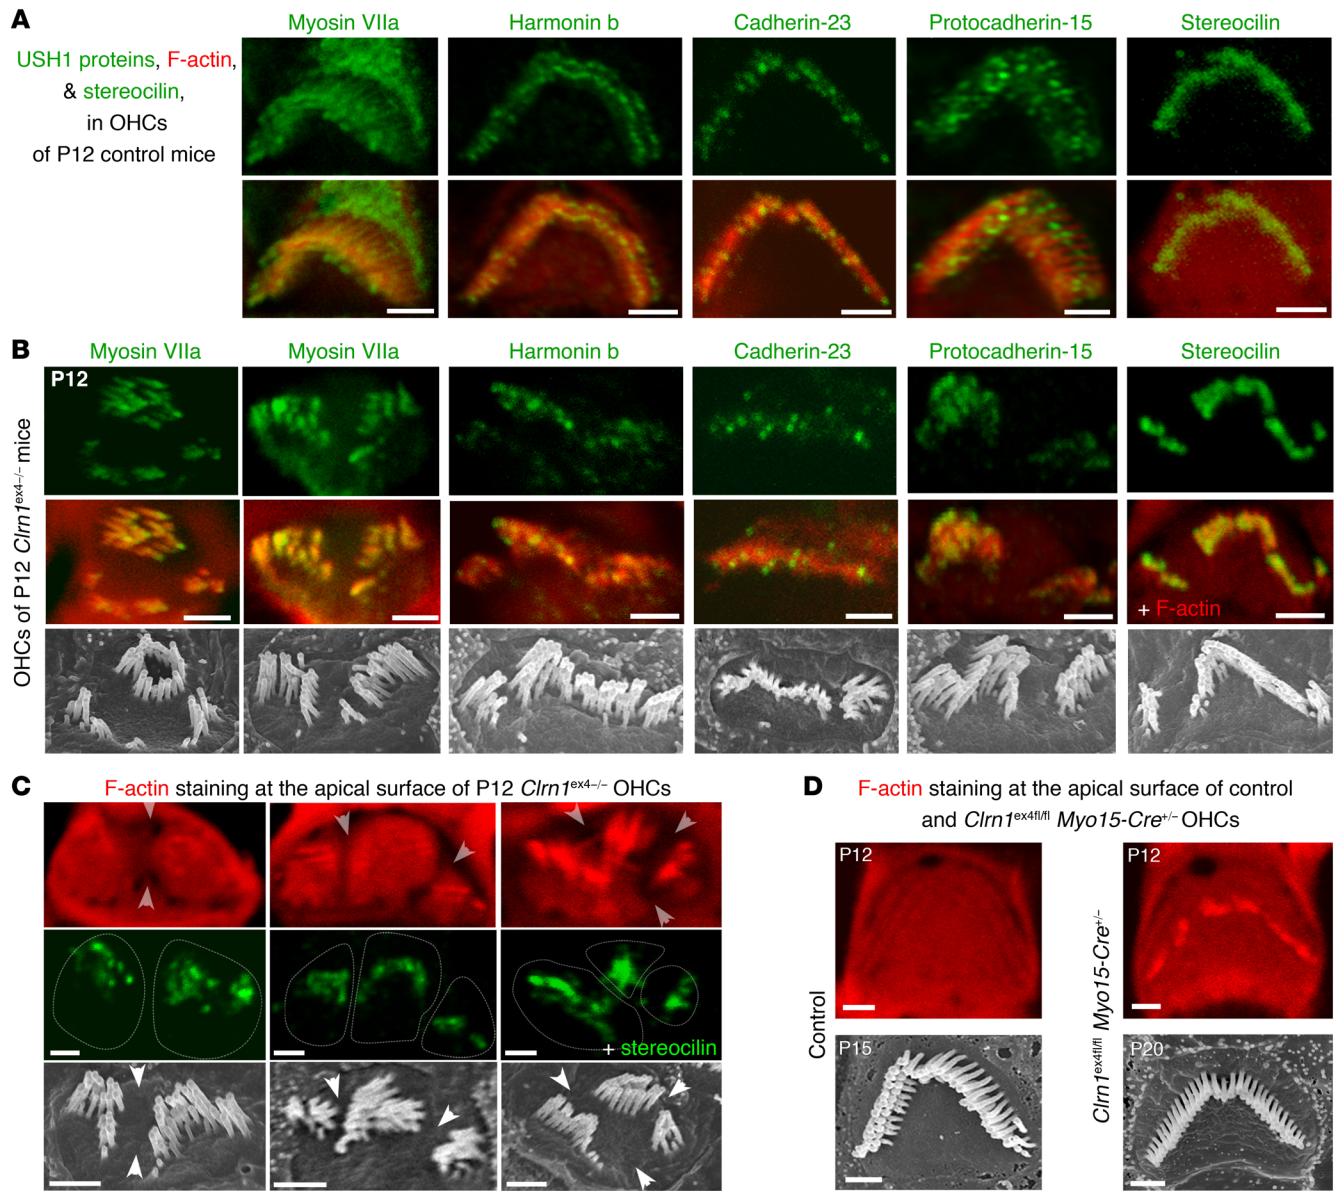 A
Myosin VIIa
Harmonin b
Cadherin-23
Protocadherin-15
Stereocilin
USH1 proteins, F-actin,
& stereocilin,
in OHCs
of P12 control mice
B
Myosin VIIa
Myosin VIIa
Harmonin b
Cadherin-23
Protocadherin-15
Stereocilin
OHCs of P12 Clrn1ex4–/– mice
P12
+ F-actin
C
F-actin staining at the apical surface of P12 Clrn1ex4–/– OHCs
+ stereocilin
D
F-actin staining at the apical surface of control
and Clrn1ex4fl/fl Myo15-Cre+/– OHCs
Control
P12
P15
Clrn1ex4fl/fl Myo15-Cre+/–
P12
P20